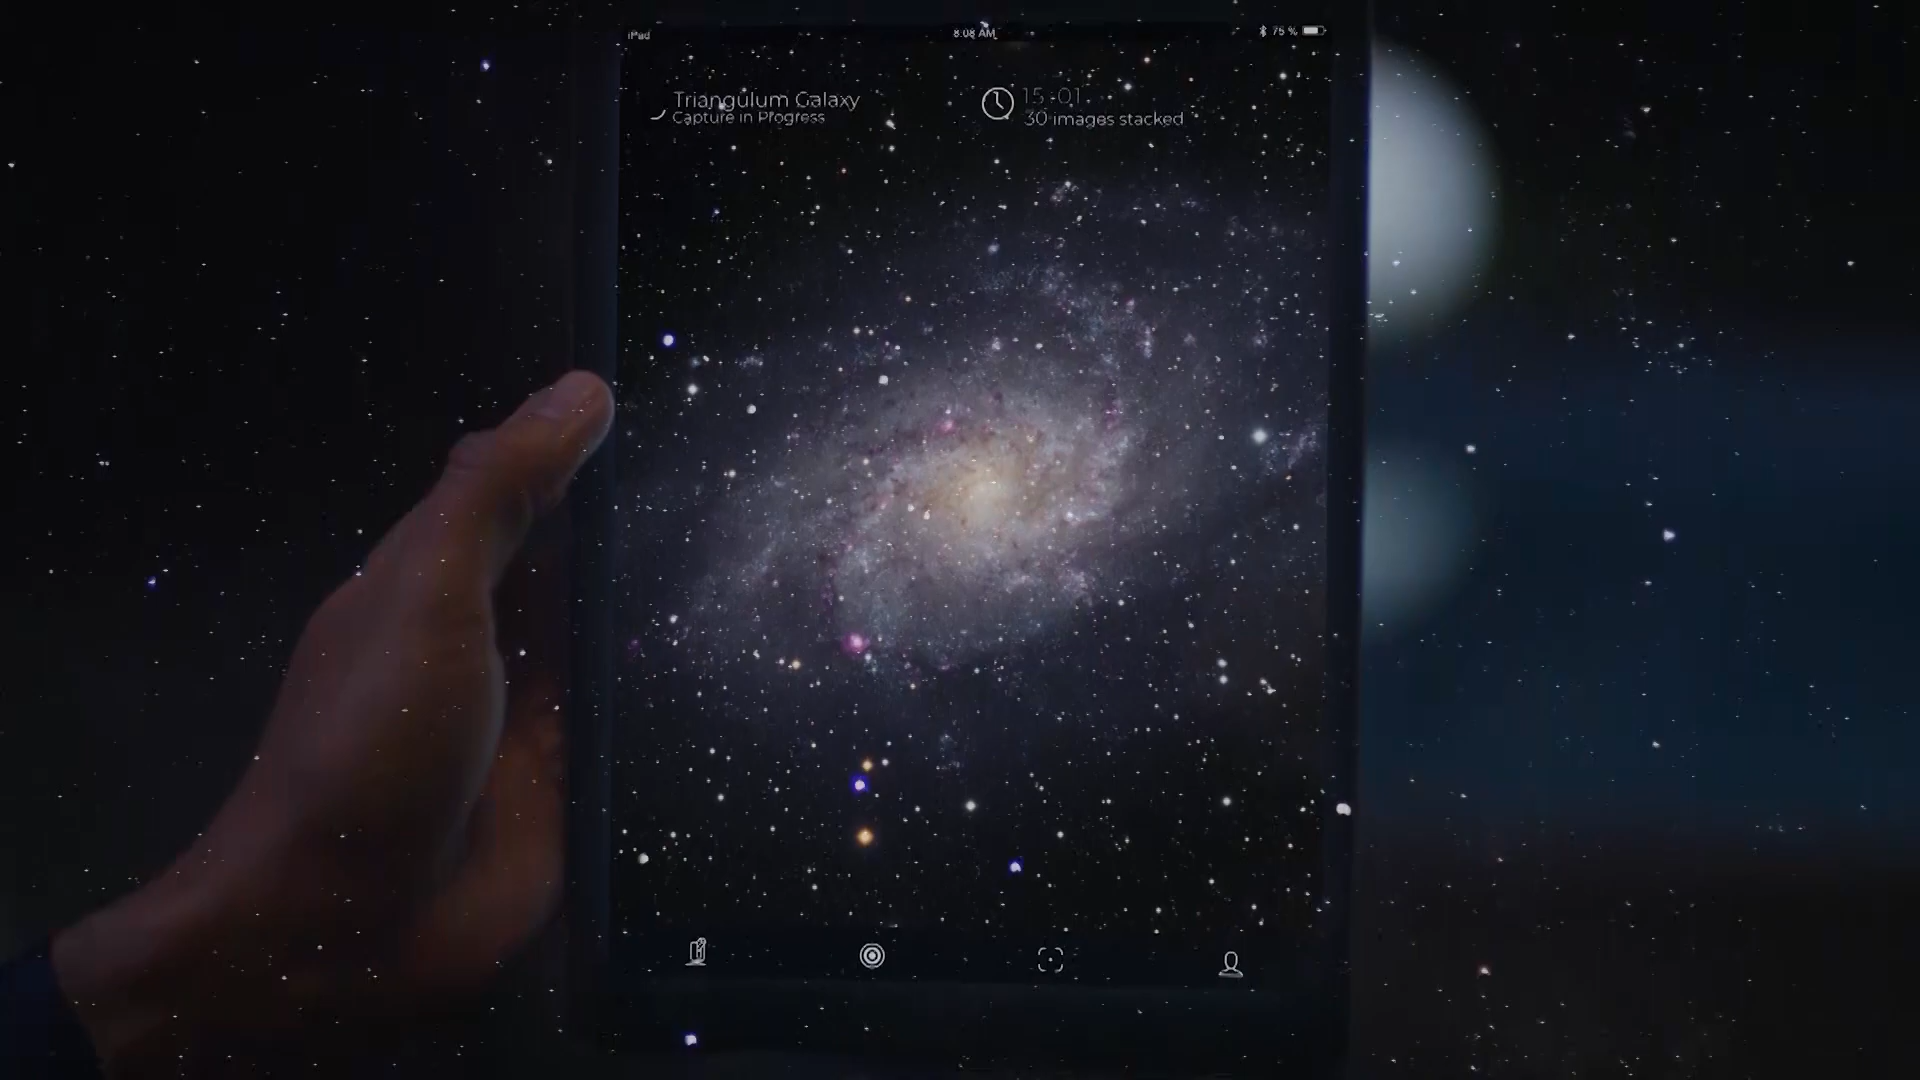 iPad
8:08 AM
75 %
Triangulum Galaxy
Capture in Progress
15:01
30 images stacked